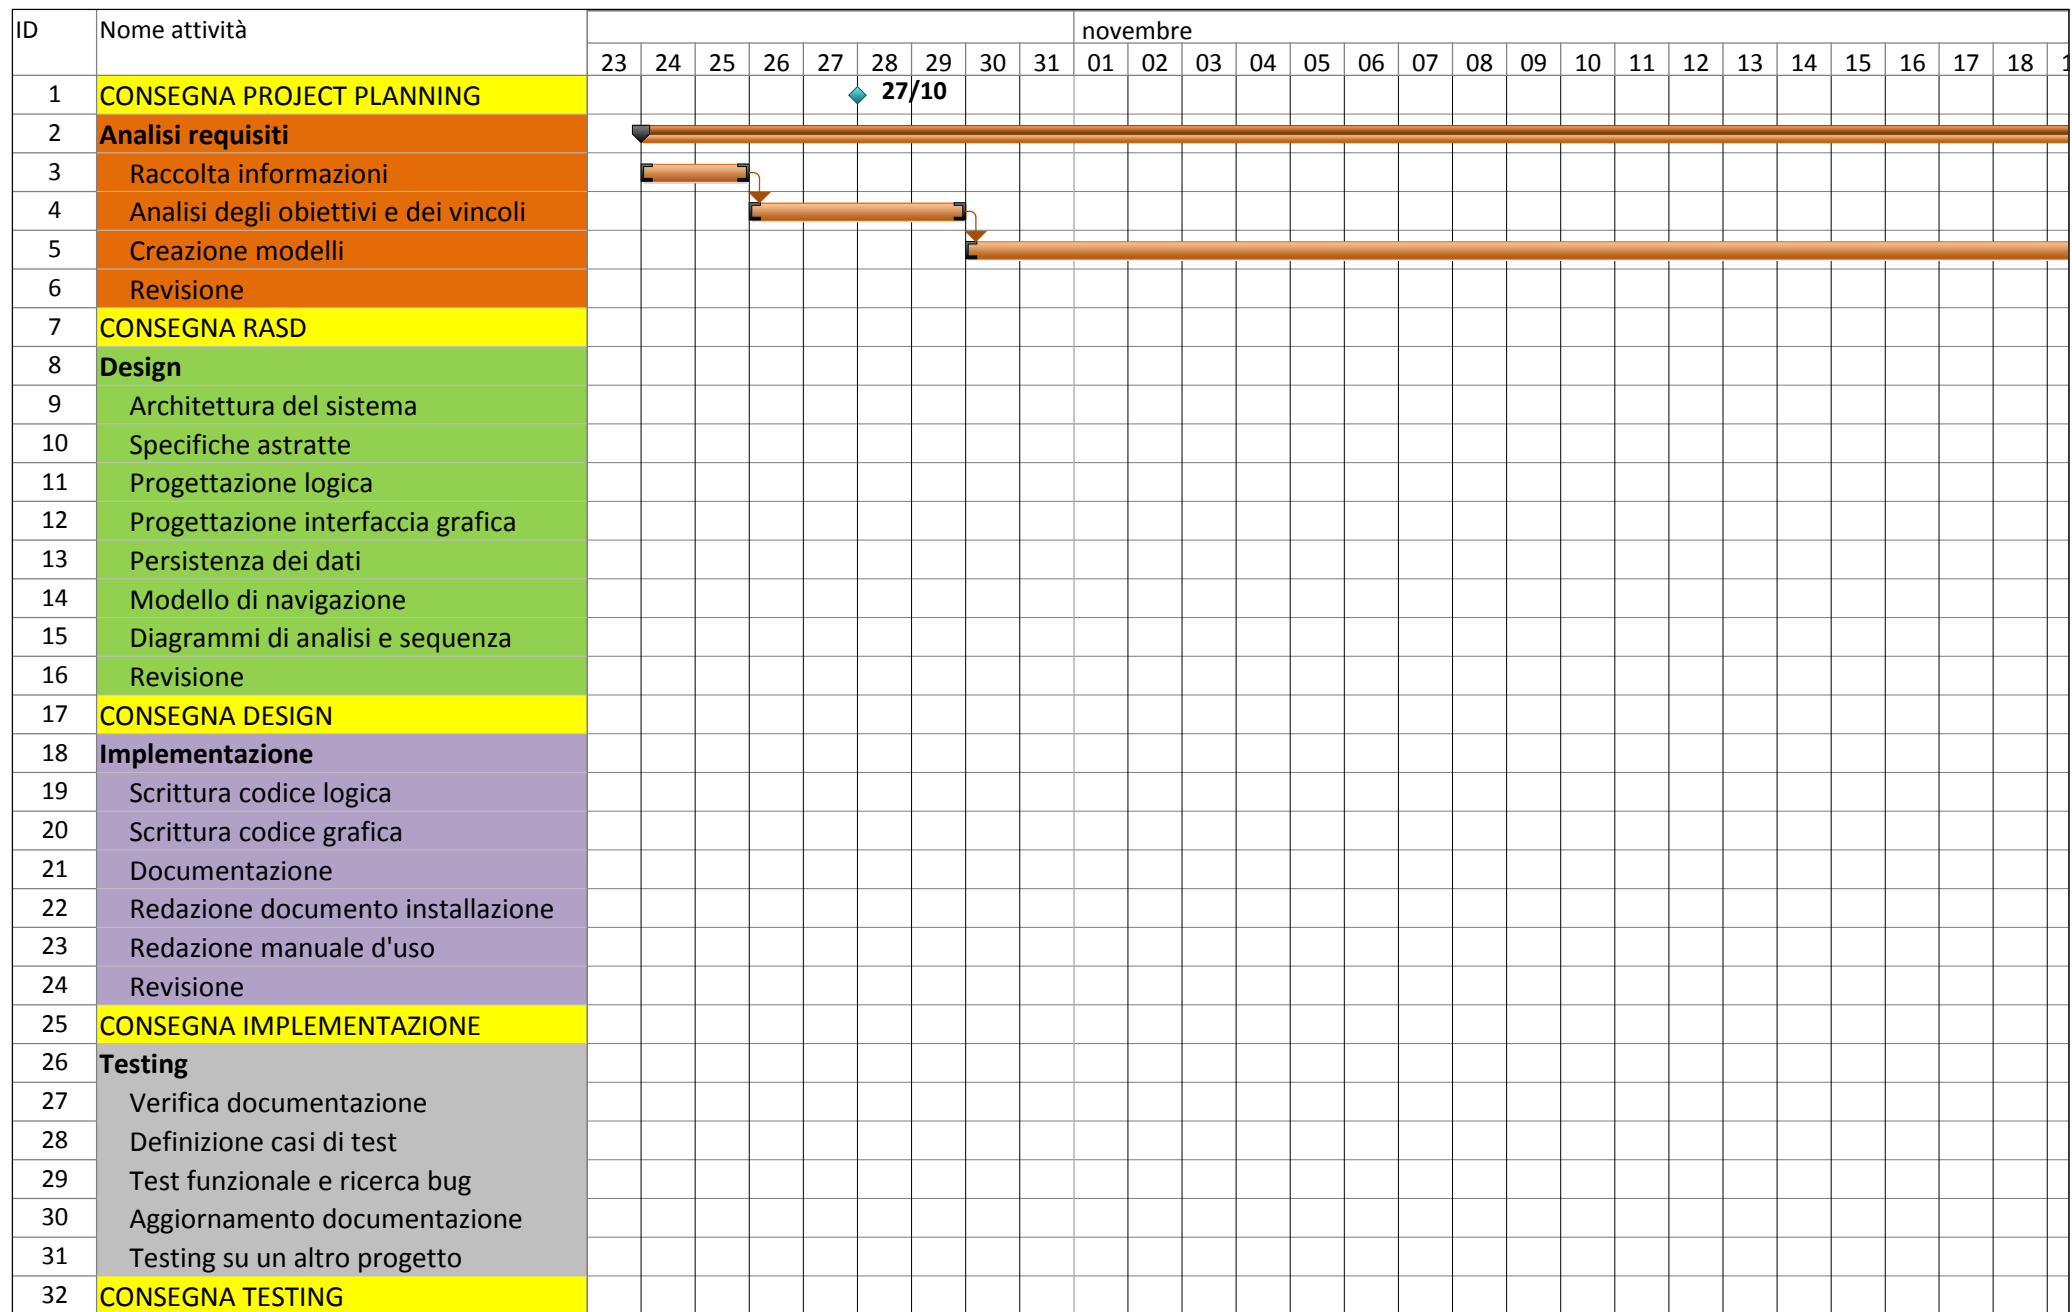 ID Nome attività novembre
23 24 25 26 27 28 29 30 31 01 02 03 04 05 06 07 08 09 10 11 12 13 14 15 16 17 18
1 CONSEGNA PROJECT PLANNING 27/10
2 Analisi requisiti
3 Raccolta informazioni
4 Analisi degli obiettivi e dei vincoli
5 Creazione modelli
6 Revisione
7 CONSEGNA RASD
8 Design
9 Architettura del sistema
10 Specifiche astratte
11 Progettazione logica
12 Progettazione interfaccia grafica
13 Persistenza dei dati
14 Modello di navigazione
15 Diagrammi di analisi e sequenza
16 Revisione
17 CONSEGNA DESIGN
18 Implementazione
19 Scrittura codice logica
20 Scrittura codice grafica
21 Documentazione
22 Redazione documento installazione
23 Redazione manuale d'uso
24 Revisione
25 CONSEGNA IMPLEMENTAZIONE
26 Testing
27 Verifica documentazione
28 Definizione casi di test
29 Test funzionale e ricerca bug
30 Aggiornamento documentazione
31 Testing su un altro progetto
32 CONSEGNA TESTING